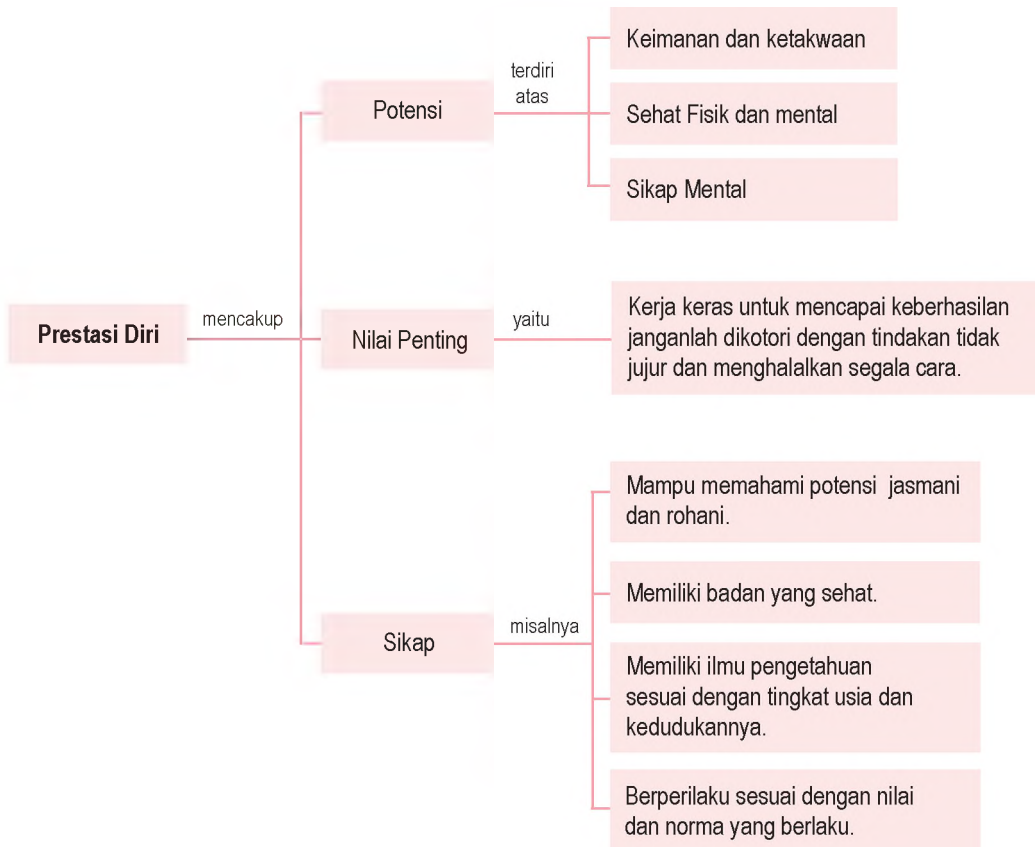 Prestasi Diri
mencakup
Potensi
terdiri
atas
Keimanan dan ketakwaan
Sehat Fisik dan mental
Sikap Mental
Nilai Penting
yaitu
Kerja keras untuk mencapai keberhasilan
janganlah dikotori dengan tindakan tidak
jujur dan menghalalkan segala cara.
Sikap
misalnya
Mampu memahami potensi jasmani
dan rohani.
Memiliki badan yang sehat.
Memiliki ilmu pengetahuan
sesuai dengan tingkat usia dan
kedudukannya.
Berperilaku sesuai dengan nilai
dan norma yang berlaku.